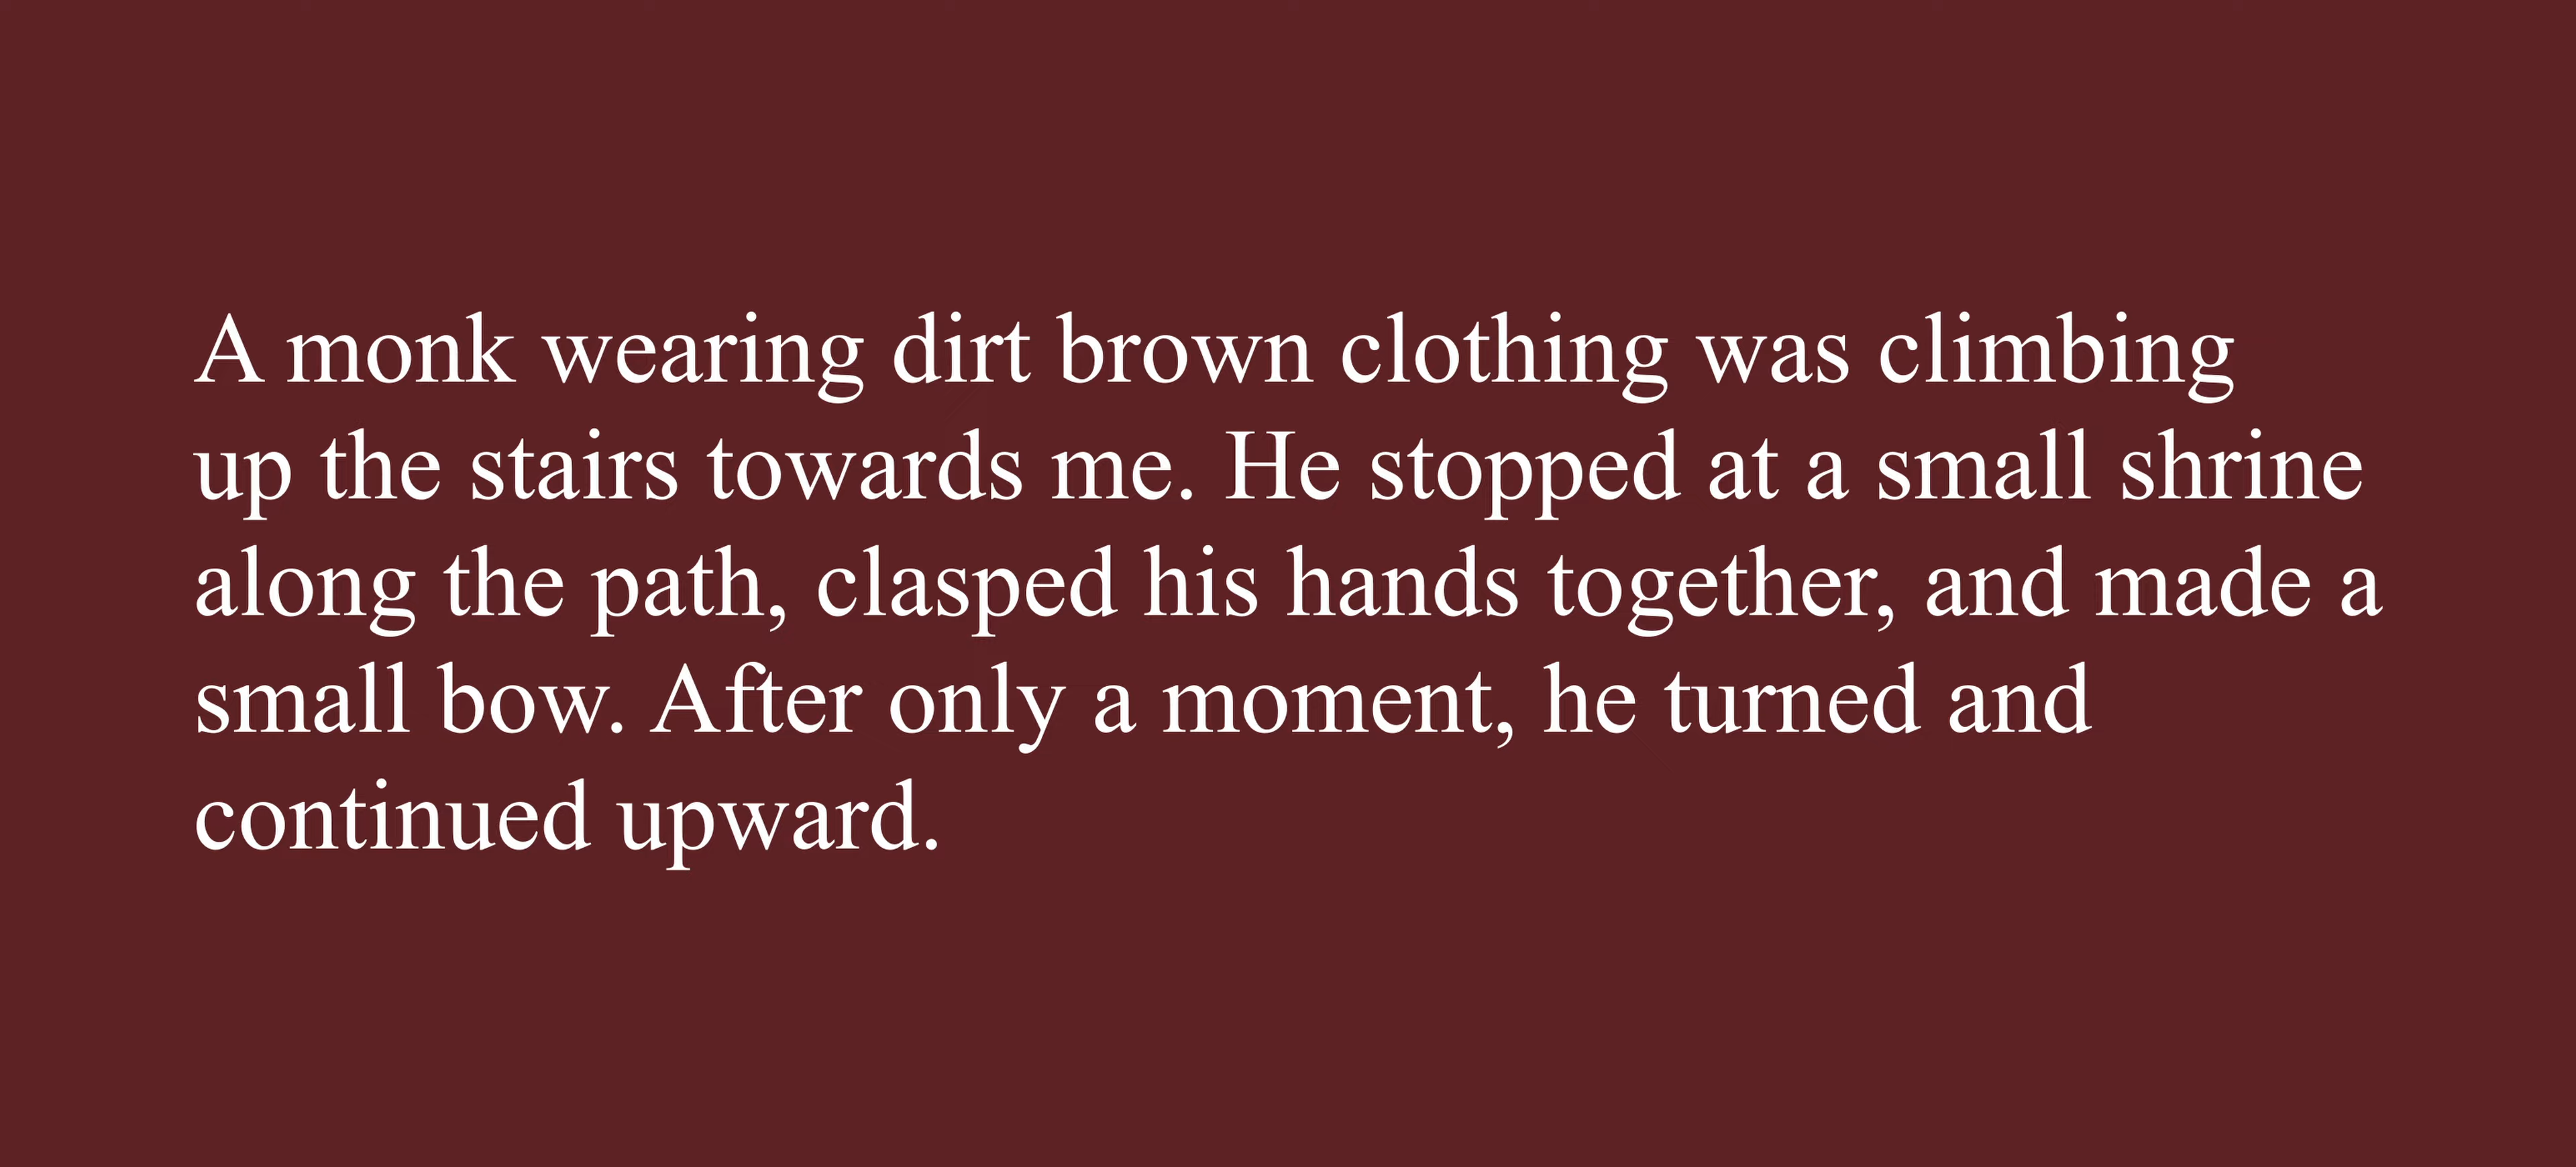 A monk wearing dirt brown clothing was climbing
up the stairs towards me. He stopped at a small shrine
along the path, clasped his hands together, and made a
small bow. After only a moment, he turned and
continued upward.